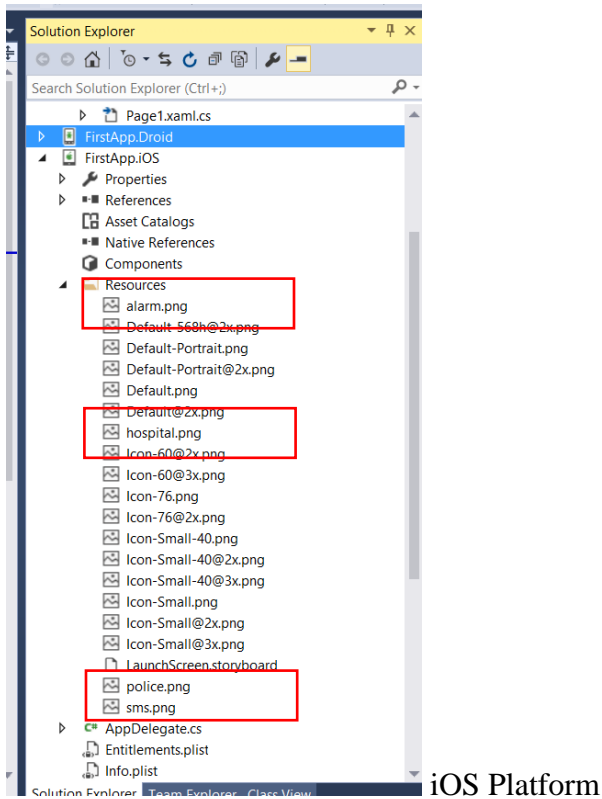 Solution Explorer
Search Solution Explorer (Ctrl+;)
Page1.xaml.cs
FirstApp.Droid
FirstApp.iOS
Properties
References
Asset Catalogs
Native References
Components
Resources
alarm.png
Default-568h@2x.png
Default-Portrait.png
Default-Portrait@2x.png
Default.png
Default@2x.png
hospital.png
Icon-60@2x.png
Icon-60@3x.png
Icon-76.png
Icon-76@2x.png
Icon-Small-40.png
Icon-Small-40@2x.png
Icon-Small-40@3x.png
Icon-Small.png
Icon-Small@2x.png
Icon-Small@3x.png
LaunchScreen.storyboard
police.png
sms.png
C# AppDelegate.cs
Entitlements.plist
Info.plist
Solution Explorer Team Explorer Class View
iOS Platform